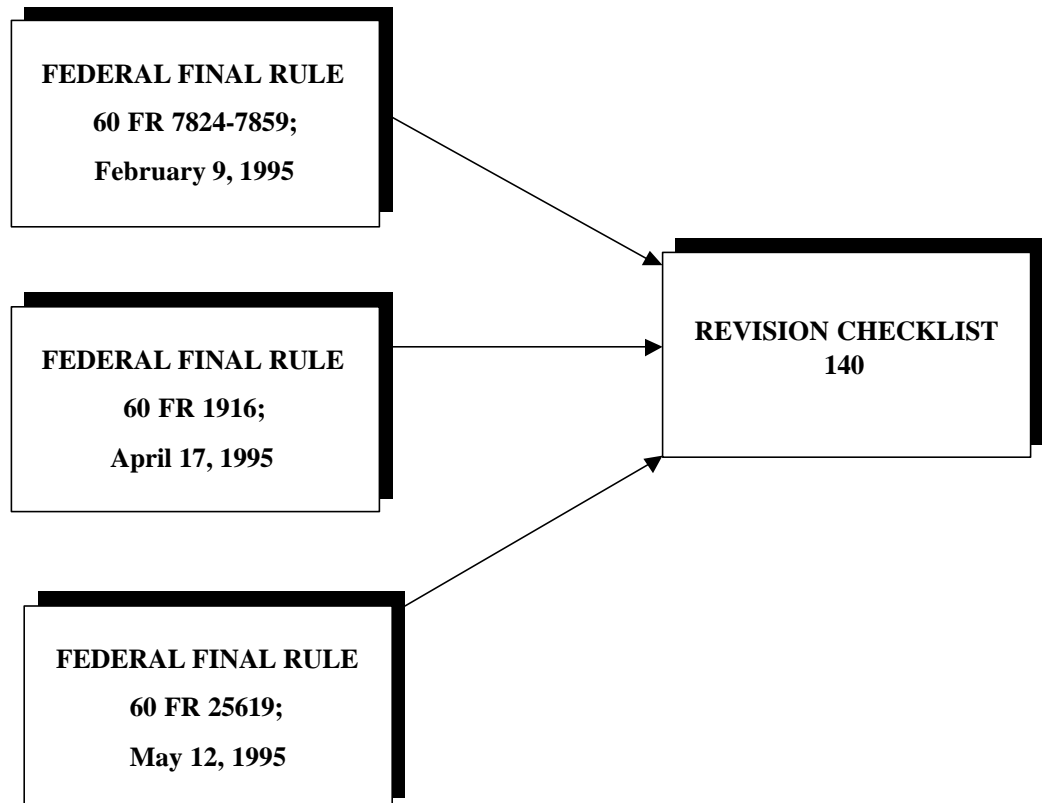 FEDERAL FINAL RULE
60 FR 7824-7859;
February 9, 1995
FEDERAL FINAL RULE
60 FR 1916;
April 17, 1995
FEDERAL FINAL RULE
60 FR 25619;
May 12, 1995
REVISION CHECKLIST
140